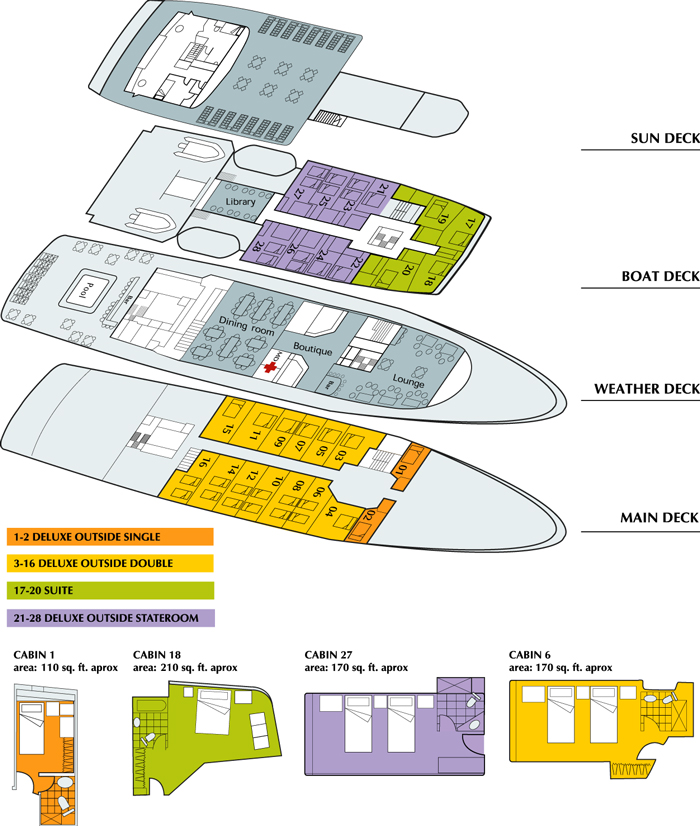 SUN DECK
Library
27
25
23
21
19
17
28
26
24
22
20
18
BOAT DECK
Pool
Bar
Dining room
MD
Boutique
Bar
Lounge
WEATHER DECK
15
11
09
07
05
03
01
16
14
12
10
08
06
04
02
MAIN DECK
1-2 DELUXE OUTSIDE SINGLE
3-16 DELUXE OUTSIDE DOUBLE
17-20 SUITE
21-28 DELUXE OUTSIDE STATEROOM
CABIN 1
area: 110 sq. ft. aprox
CABIN 18
area: 210 sq. ft. aprox
CABIN 27
area: 170 sq. ft. aprox
CABIN 6
area: 170 sq. ft. aprox